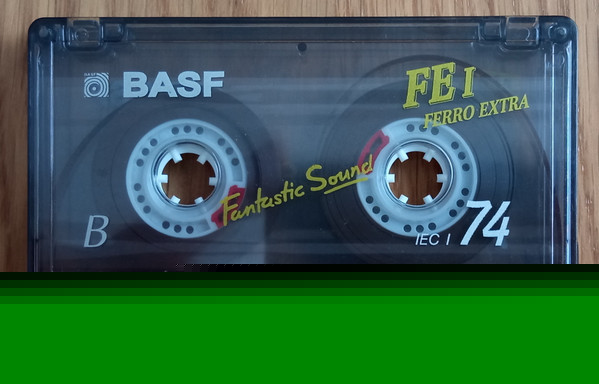 BASF
FE I
FERRO EXTRA
Fantastic Sound
B
IEC I 74